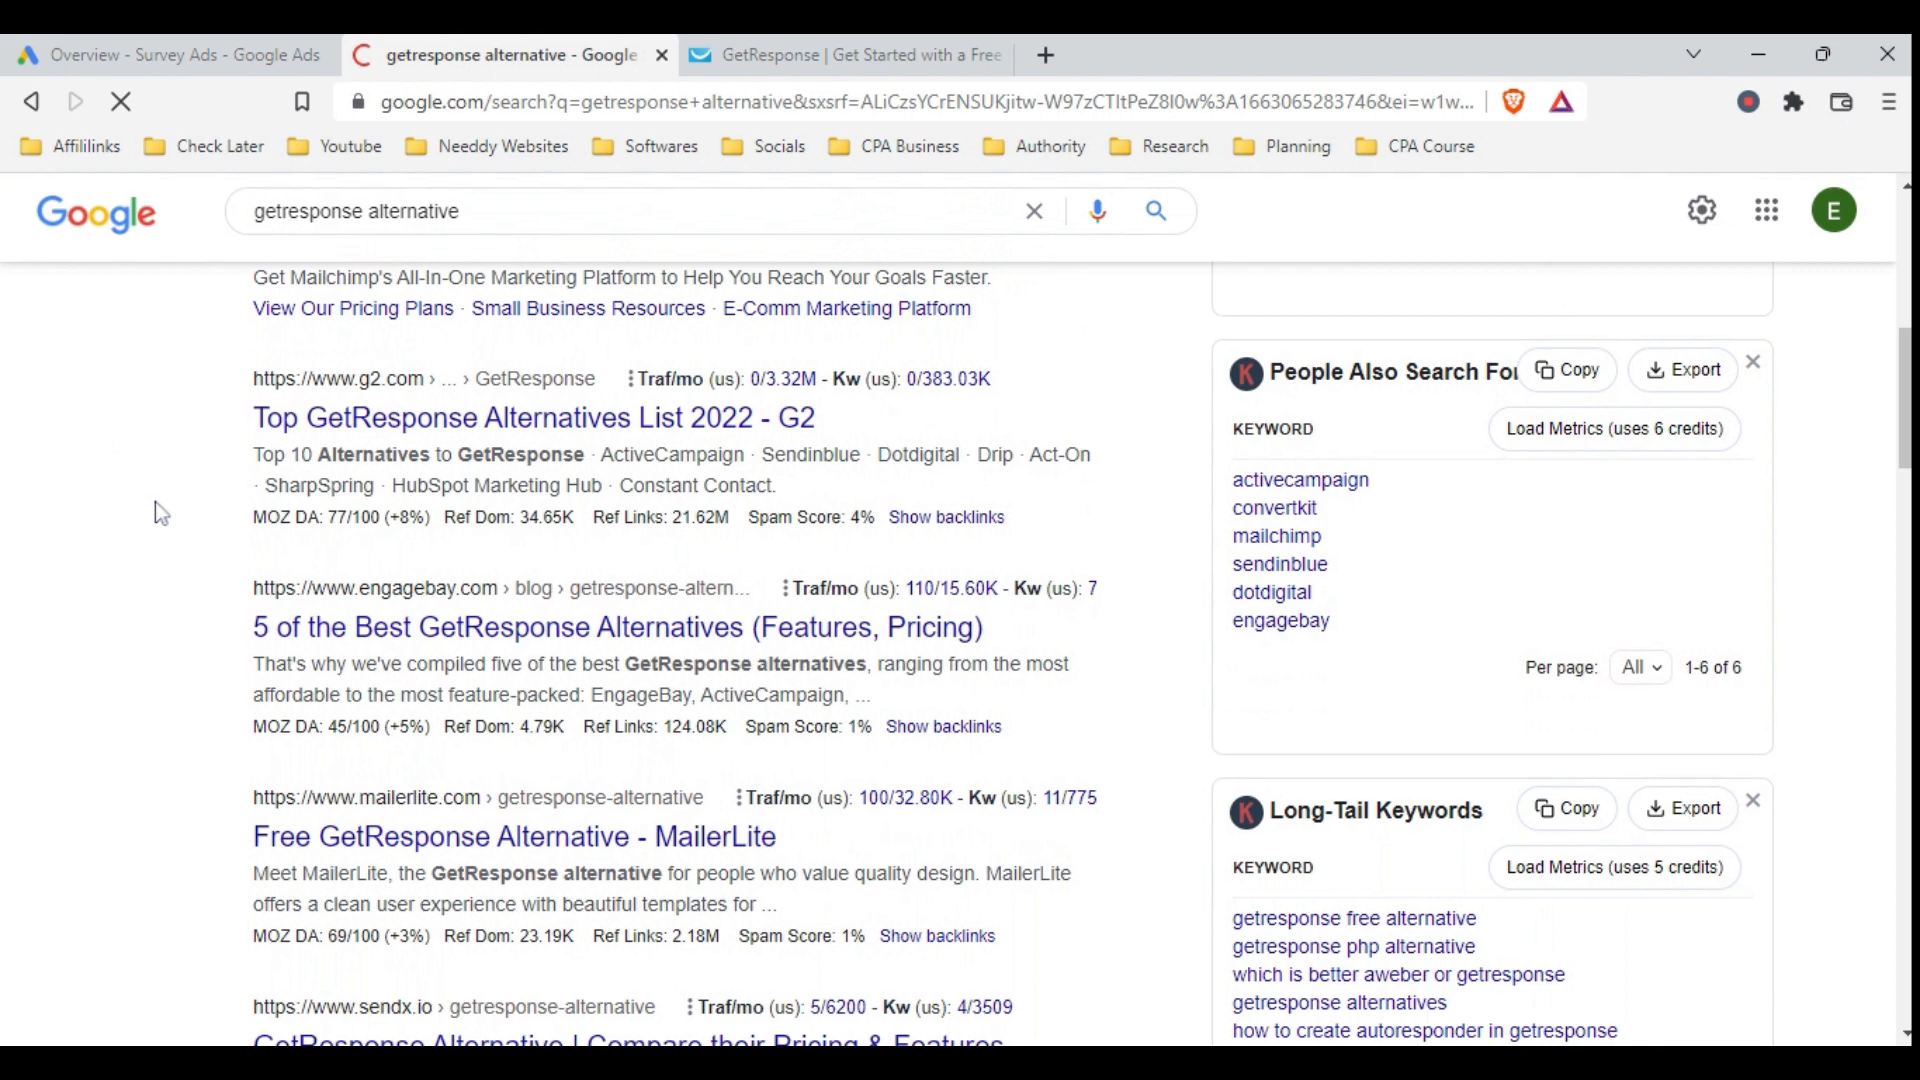 Overview - Survey Ads - Google Ads
getresponse alternative - Google
GetResponse | Get Started with a Free
google.com/search?q=getresponse+alternative&sxsrf=ALiCzsYCrENSUKjitw-W97zCTItPeZ8I0w%3A1663065283746&ei=w1w...
Affililinks
Check Later
Youtube
Needdy Websites
Softwares
Socials
CPA Business
Authority
Research
Planning
CPA Course
Google
getresponse alternative
E
Get Mailchimp's All-In-One Marketing Platform to Help You Reach Your Goals Faster.
View Our Pricing Plans · Small Business Resources · E-Comm Marketing Platform
https://www.g2.com › ... › GetResponse
Traf/mo (us): 0/3.32M - Kw (us): 0/383.03K
Top GetResponse Alternatives List 2022 - G2
Top 10 Alternatives to GetResponse · ActiveCampaign · Sendinblue · Dotdigital · Drip · Act-On
· SharpSpring · HubSpot Marketing Hub · Constant Contact.
MOZ DA: 77/100 (+8%) Ref Dom: 34.65K Ref Links: 21.62M Spam Score: 4% Show backlinks
https://www.engagebay.com › blog › getresponse-altern...
Traf/mo (us): 110/15.60K - Kw (us): 7
5 of the Best GetResponse Alternatives (Features, Pricing)
That's why we've compiled five of the best GetResponse alternatives, ranging from the most
affordable to the most feature-packed: EngageBay, ActiveCampaign, ...
MOZ DA: 45/100 (+5%) Ref Dom: 4.79K Ref Links: 124.08K Spam Score: 1% Show backlinks
https://www.mailerlite.com › getresponse-alternative
Traf/mo (us): 100/32.80K - Kw (us): 11/775
Free GetResponse Alternative - MailerLite
Meet MailerLite, the GetResponse alternative for people who value quality design. MailerLite
offers a clean user experience with beautiful templates for ...
MOZ DA: 69/100 (+3%) Ref Dom: 23.19K Ref Links: 2.18M Spam Score: 1% Show backlinks
https://www.sendx.io › getresponse-alternative
Traf/mo (us): 5/6200 - Kw (us): 4/3509
GetResponse Alternative | Compare their Pricing & Features
K
People Also Search For
Copy
Export
KEYWORD
Load Metrics (uses 6 credits)
activecampaign
convertkit
mailchimp
sendinblue
dotdigital
engagebay
Per page:
All
1-6 of 6
K
Long-Tail Keywords
Copy
Export
KEYWORD
Load Metrics (uses 5 credits)
getresponse free alternative
getresponse php alternative
which is better aweber or getresponse
getresponse alternatives
how to create autoresponder in getresponse